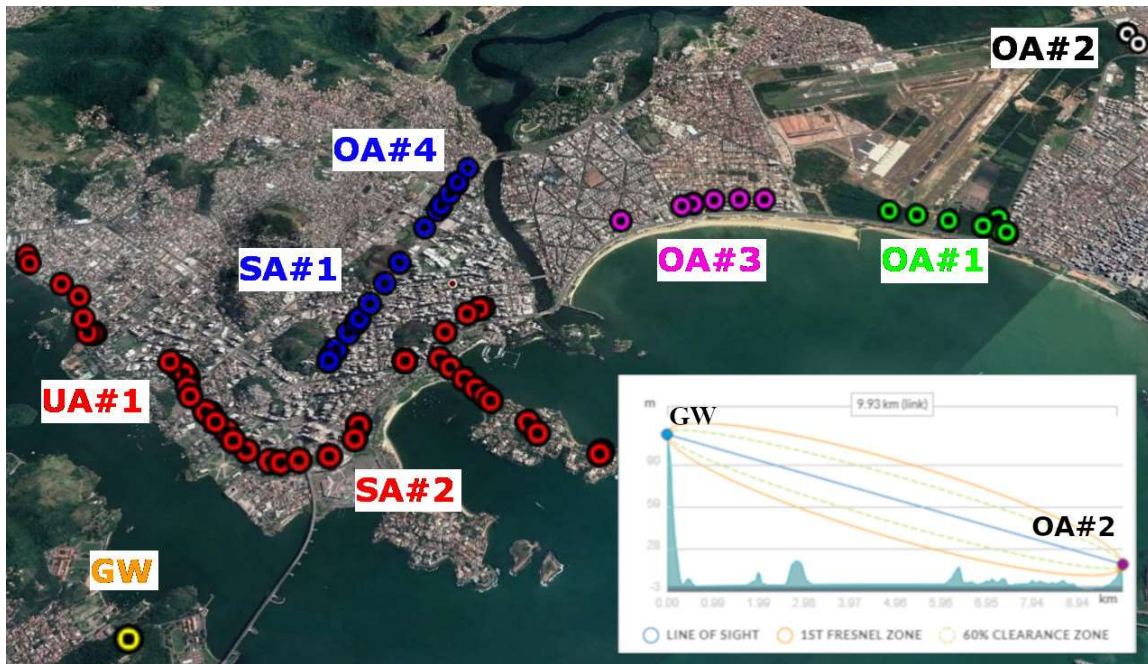 OA#2
OA#4
SA#1
OA#3
OA#1
UA#1
SA#2
GW
m
9.93 km (link)
GW
90
59
OA#2
28
-3
0.00 0.99 1.99 2.98 3.97 4.96 5.96 6.95 7.94 8.94 km
LINE OF SIGHT 1ST FRESNEL ZONE 60% CLEARANCE ZONE